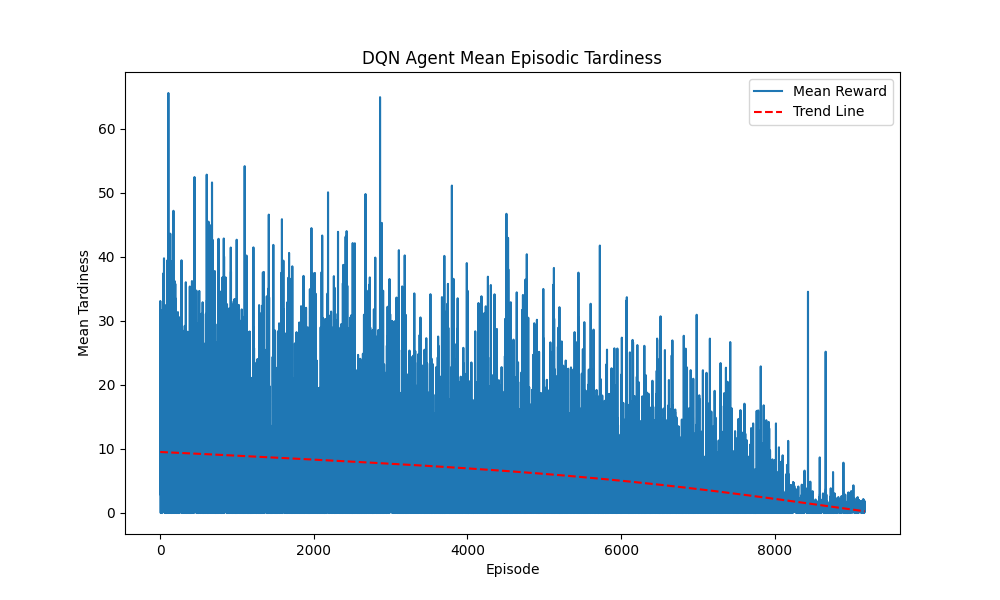 DQN Agent Mean Episodic Tardiness
Mean Reward
Trend Line
60
50
40
30
20
10
0
Mean Tardiness
0 2000 4000 6000 8000
Episode